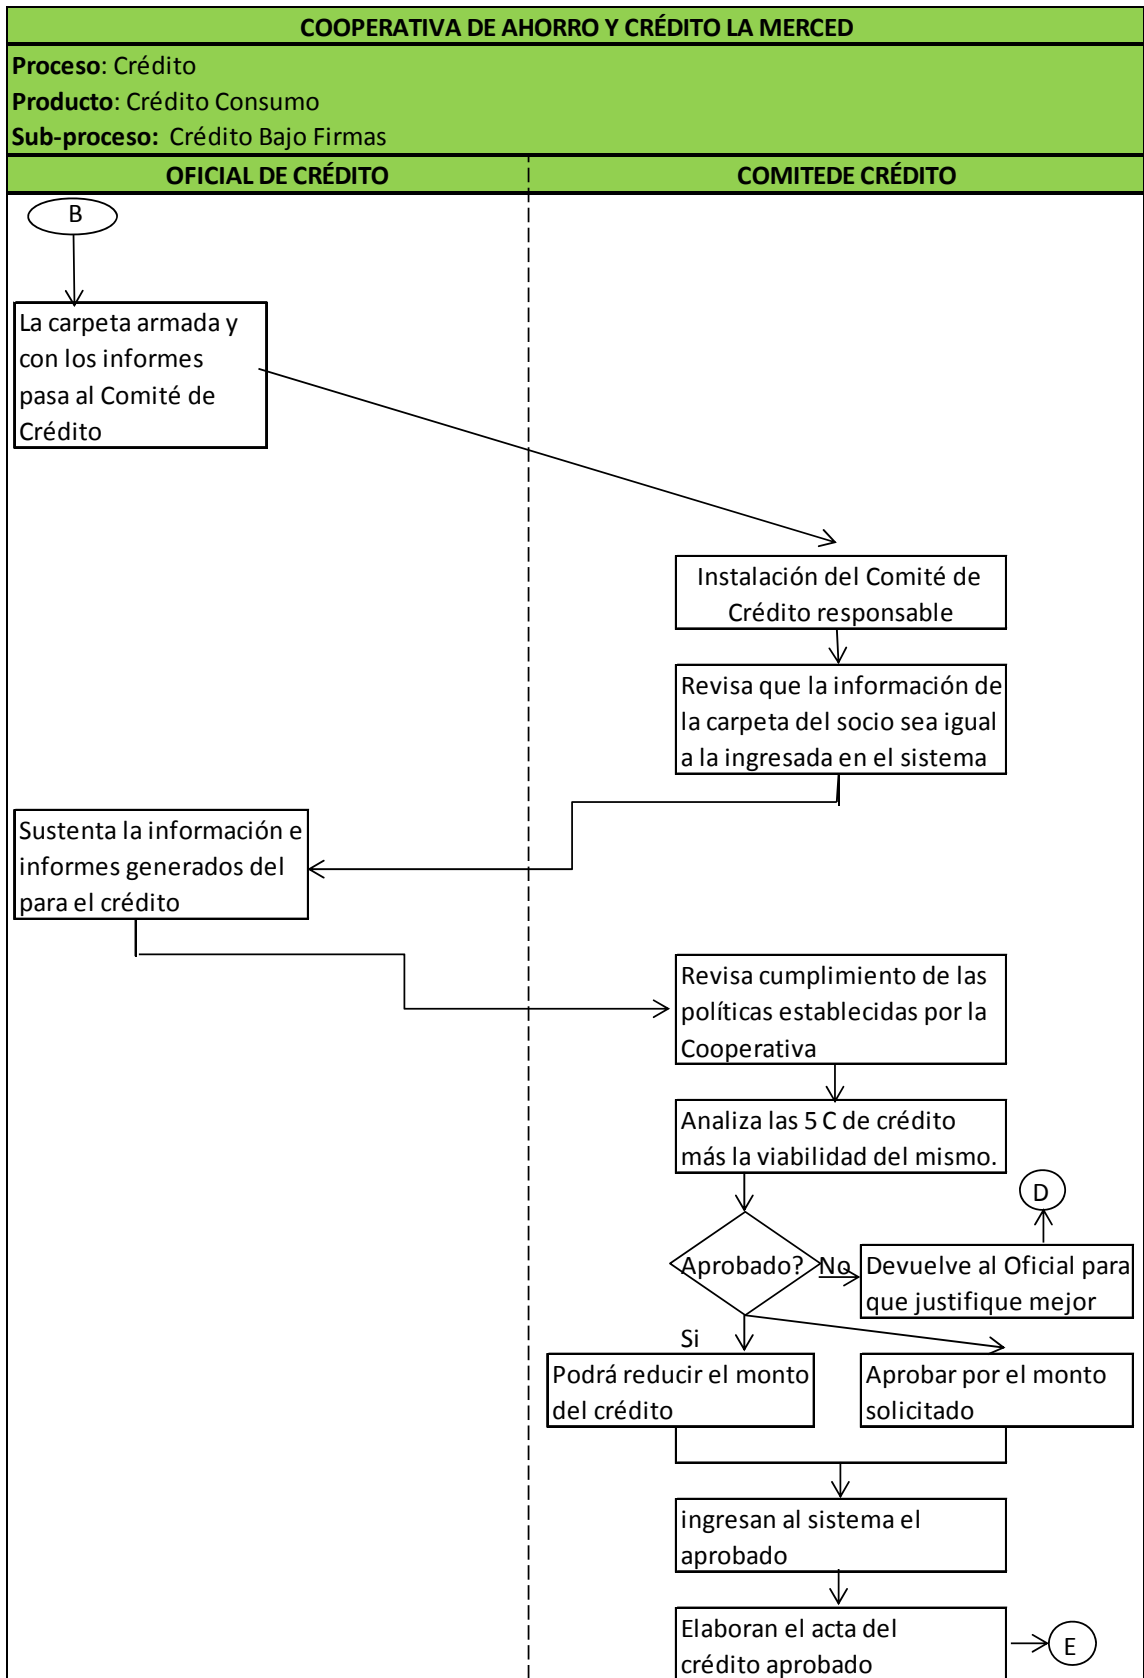 COOPERATIVA DE AHORRO Y CRÉDITO LA MERCED
Proceso: Crédito
Producto: Crédito Consumo
Sub-proceso: Crédito Bajo Firmas
OFICIAL DE CRÉDITO
COMITEDE CRÉDITO
B
La carpeta armada y
con los informes
pasa al Comité de
Crédito
Instalación del Comité de
Crédito responsable
Revisa que la información de
la carpeta del socio sea igual
a la ingresada en el sistema
Sustenta la información e
informes generados del
para el crédito
Revisa cumplimiento de las
políticas establecidas por la
Cooperativa
Analiza las 5 C de crédito
más la viabilidad del mismo.
D
Aprobado?
No
Devuelve al Oficial para
que justifique mejor
Si
Podrá reducir el monto
del crédito
Aprobar por el monto
solicitado
ingresan al sistema el
aprobado
Elaboran el acta del
crédito aprobado
E